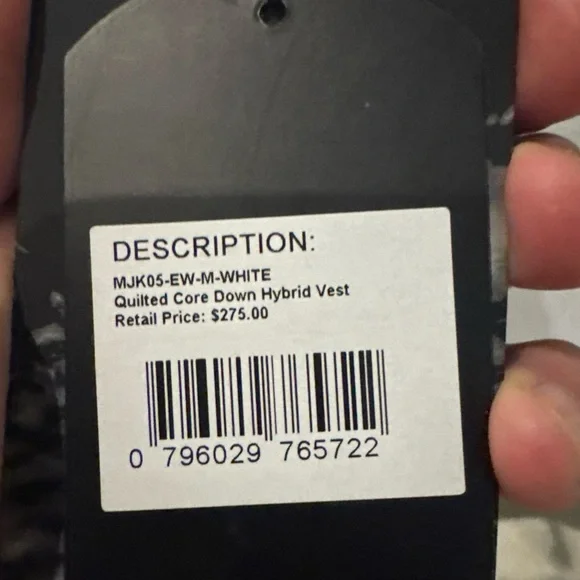 DESCRIPTION:
MJK05-EW-M-WHITE
Quilted Core Down Hybrid Vest
Retail Price: $275.00
0 796029 765722